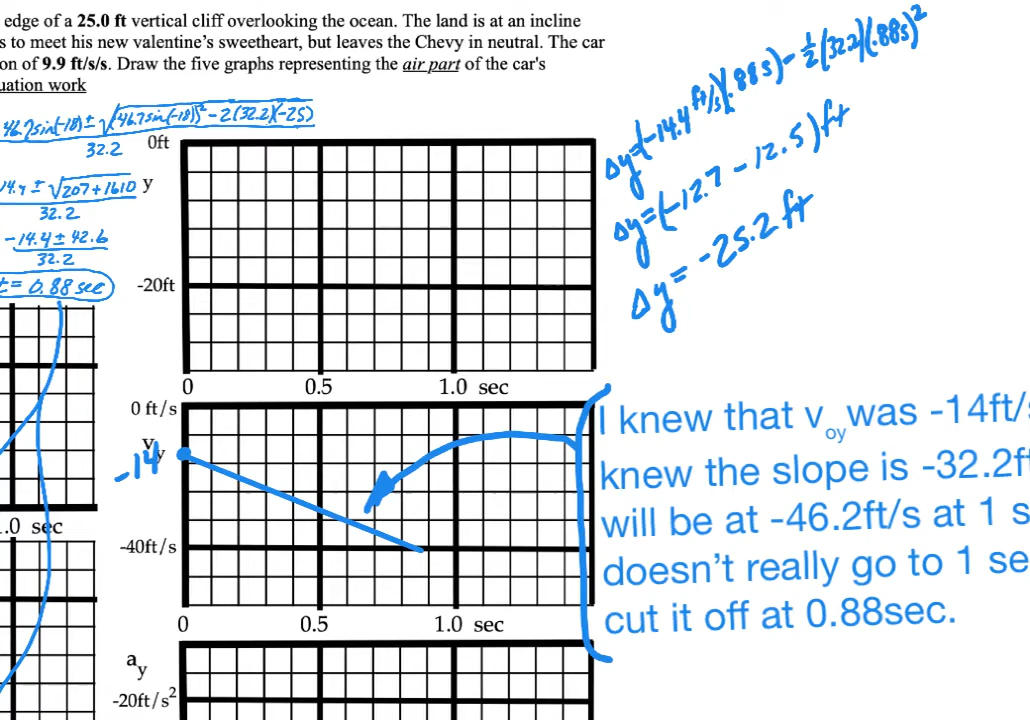 edge of a 25.0 ft vertical cliff overlooking the ocean. The land is at an incline
s to meet his new valentine's sweetheart, but leaves the Chevy in neutral. The car
on of 9.9 ft/s/s. Draw the five graphs representing the air part of the car's
uation work
46.7sin(-18) ± √(46.7sin(-18))² - 2(32.2)(-25)
32.2
14.4 ± √207+1610
32.2
-14.4 ± 42.6
32.2
t= 0.88 sec
Δy=(-14.4 ft/s)(.88s) - ½(32.2)(.88s)²
Δy=(-12.7 - 12.5)ft
Δy= -25.2 ft
0ft
y
-20ft
0 0.5 1.0 sec
0 ft/s
v y
-14
-40ft/s
0 0.5 1.0 sec
.0 sec
a y
-20ft/s²
I knew that v oy was -14ft/s
knew the slope is -32.2ft
will be at -46.2ft/s at 1 s
doesn't really go to 1 se
cut it off at 0.88sec.